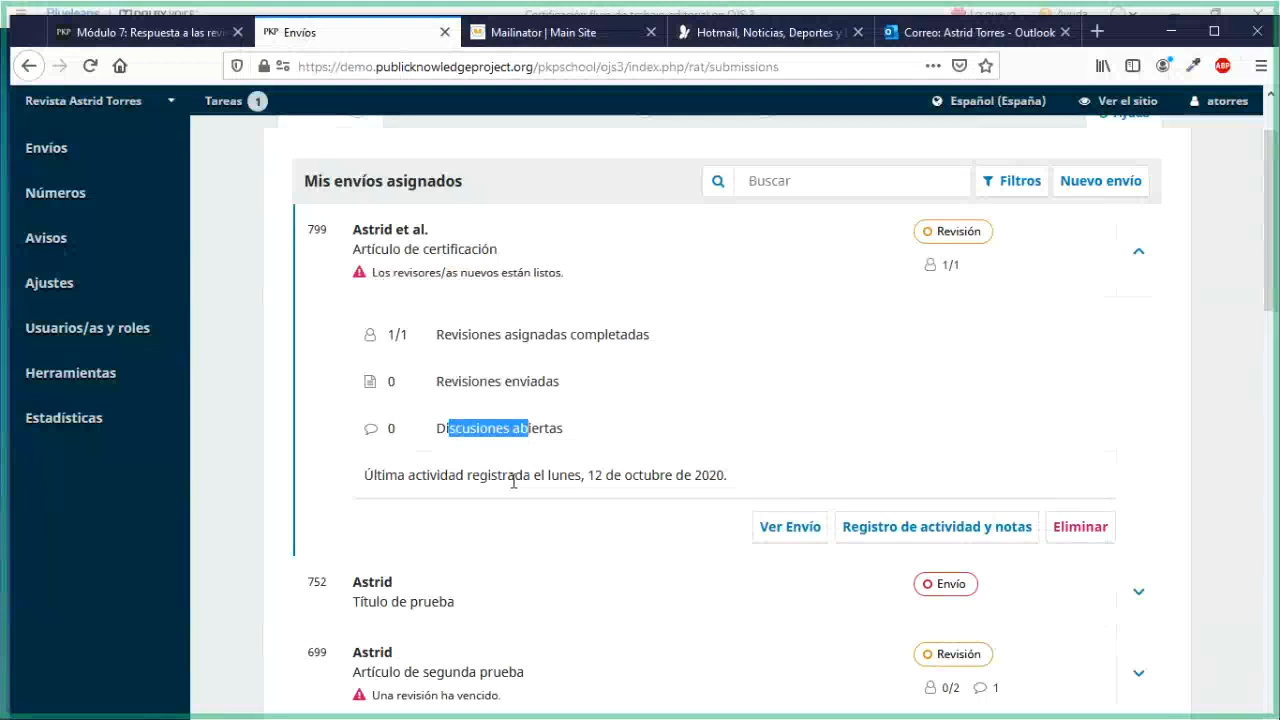 PKP Módulo 7: Respuesta a las rev
PKP Envíos
Mailinator | Main Site
Hotmail, Noticias, Deportes y
Correo: Astrid Torres - Outlook
https://demo.publicknowledgeproject.org/pkpschool/ojs3/index.php/rat/submissions
ABP
Revista Astrid Torres
Tareas 1
Español (España)
Ver el sitio
atorres
Ayuda
Envíos
Números
Avisos
Ajustes
Usuarios/as y roles
Herramientas
Estadísticas
Mis envíos asignados
Buscar
Filtros
Nuevo envío
799
Astrid et al.
Artículo de certificación
Los revisores/as nuevos están listos.
Revisión
1/1
1/1 Revisiones asignadas completadas
0 Revisiones enviadas
0 Discusiones abiertas
Última actividad registrada el lunes, 12 de octubre de 2020.
Ver Envío
Registro de actividad y notas
Eliminar
752
Astrid
Título de prueba
Envío
699
Astrid
Artículo de segunda prueba
Una revisión ha vencido.
Revisión
0/2 1